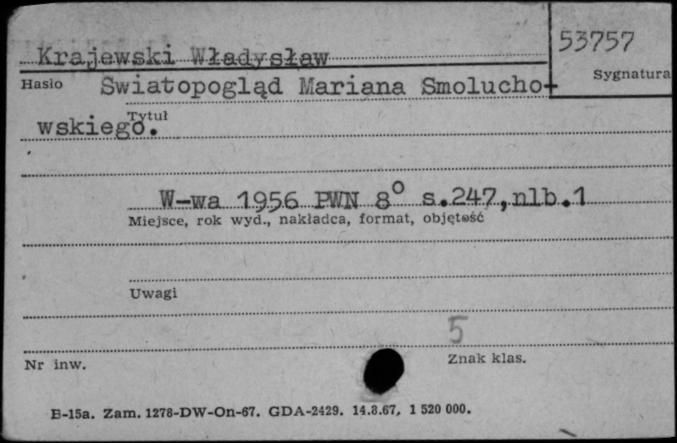 53757
Krajewski Władysław
Sygnatura
Hasło Swiatopogląd Mariana Smolucho-
Tytuł
wskiego.
W-wa 1956 PWN 8° s.247,nlb.1
Miejsce, rok wyd., nakładca, format, objętość
Uwagi
5
Nr inw. Znak klas.
B-15a. Zam. 1278-DW-On-67. GDA-2429. 14.8.67. 1 520 000.